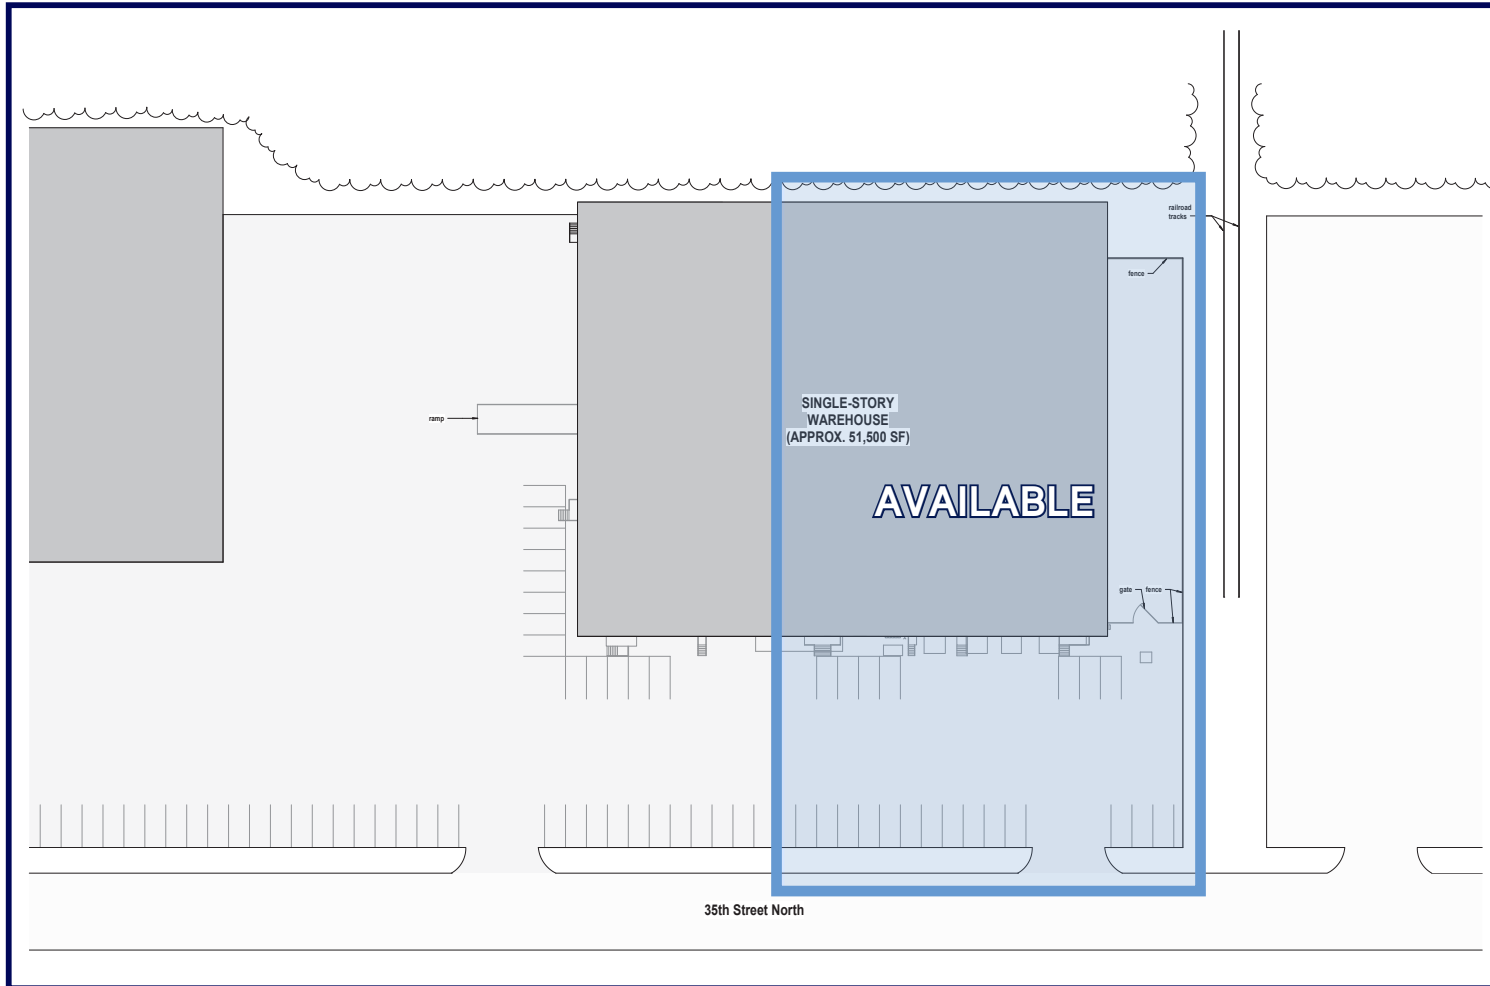 railroad
tracks
fence
SINGLE-STORY
WAREHOUSE
(APPROX. 51,500 SF)
ramp
AVAILABLE
gate
fence
35th Street North